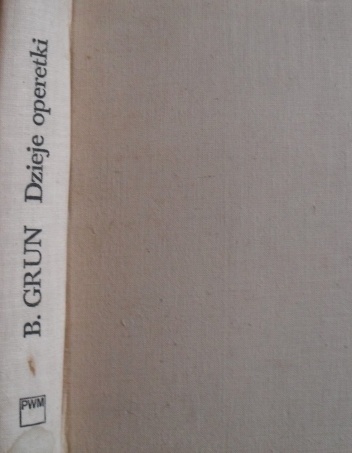 B. GRUN Dzieje operetki
PWM